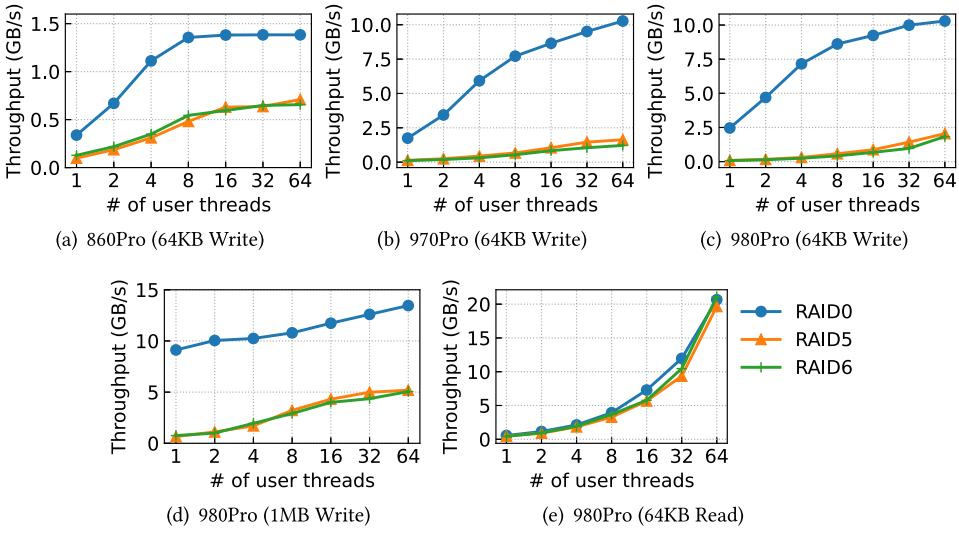 Throughput (GB/s)
1.5
1.0
0.5
0.0
1 2 4 8 16 32 64
# of user threads
(a) 860Pro (64KB Write)
Throughput (GB/s)
10.0
7.5
5.0
2.5
0.0
1 2 4 8 16 32 64
# of user threads
(b) 970Pro (64KB Write)
Throughput (GB/s)
10.0
7.5
5.0
2.5
0.0
1 2 4 8 16 32 64
# of user threads
(c) 980Pro (64KB Write)
Throughput (GB/s)
15
10
5
0
1 2 4 8 16 32 64
# of user threads
(d) 980Pro (1MB Write)
Throughput (GB/s)
20
15
10
5
0
1 2 4 8 16 32 64
# of user threads
(e) 980Pro (64KB Read)
RAID0
RAID5
RAID6